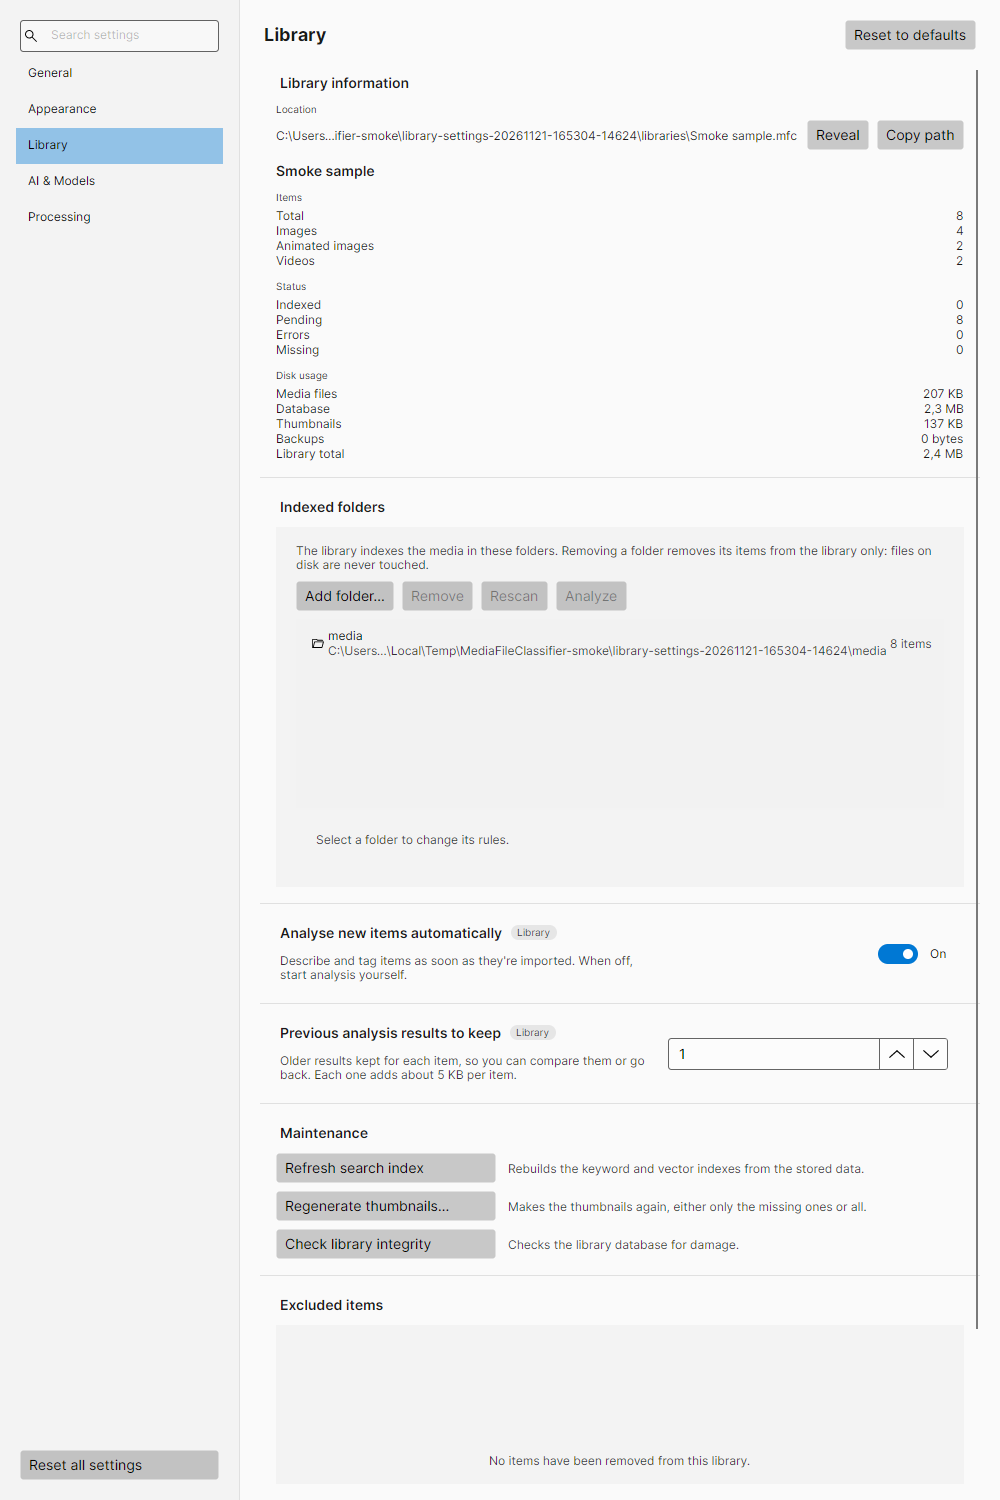 Search settings
General
Appearance
Library
AI & Models
Processing
Reset all settings
Library
Reset to defaults
Library information
Location
C:\Users...ifier-smoke\library-settings-20261121-165304-14624\libraries\Smoke sample.mfc
Reveal
Copy path
Smoke sample
Items
Total 8
Images 4
Animated images 2
Videos 2
Status
Indexed 0
Pending 8
Errors 0
Missing 0
Disk usage
Media files 207 KB
Database 2,3 MB
Thumbnails 137 KB
Backups 0 bytes
Library total 2,4 MB
Indexed folders
The library indexes the media in these folders. Removing a folder removes its items from the library only: files on
disk are never touched.
Add folder...
Remove
Rescan
Analyze
media
C:\Users...\Local\Temp\MediaFileClassifier-smoke\library-settings-20261121-165304-14624\media
8 items
Select a folder to change its rules.
Analyse new items automatically Library
Describe and tag items as soon as they're imported. When off,
start analysis yourself.
On
Previous analysis results to keep Library
Older results kept for each item, so you can compare them or go
back. Each one adds about 5 KB per item.
1
Maintenance
Refresh search index
Rebuilds the keyword and vector indexes from the stored data.
Regenerate thumbnails...
Makes the thumbnails again, either only the missing ones or all.
Check library integrity
Checks the library database for damage.
Excluded items
No items have been removed from this library.